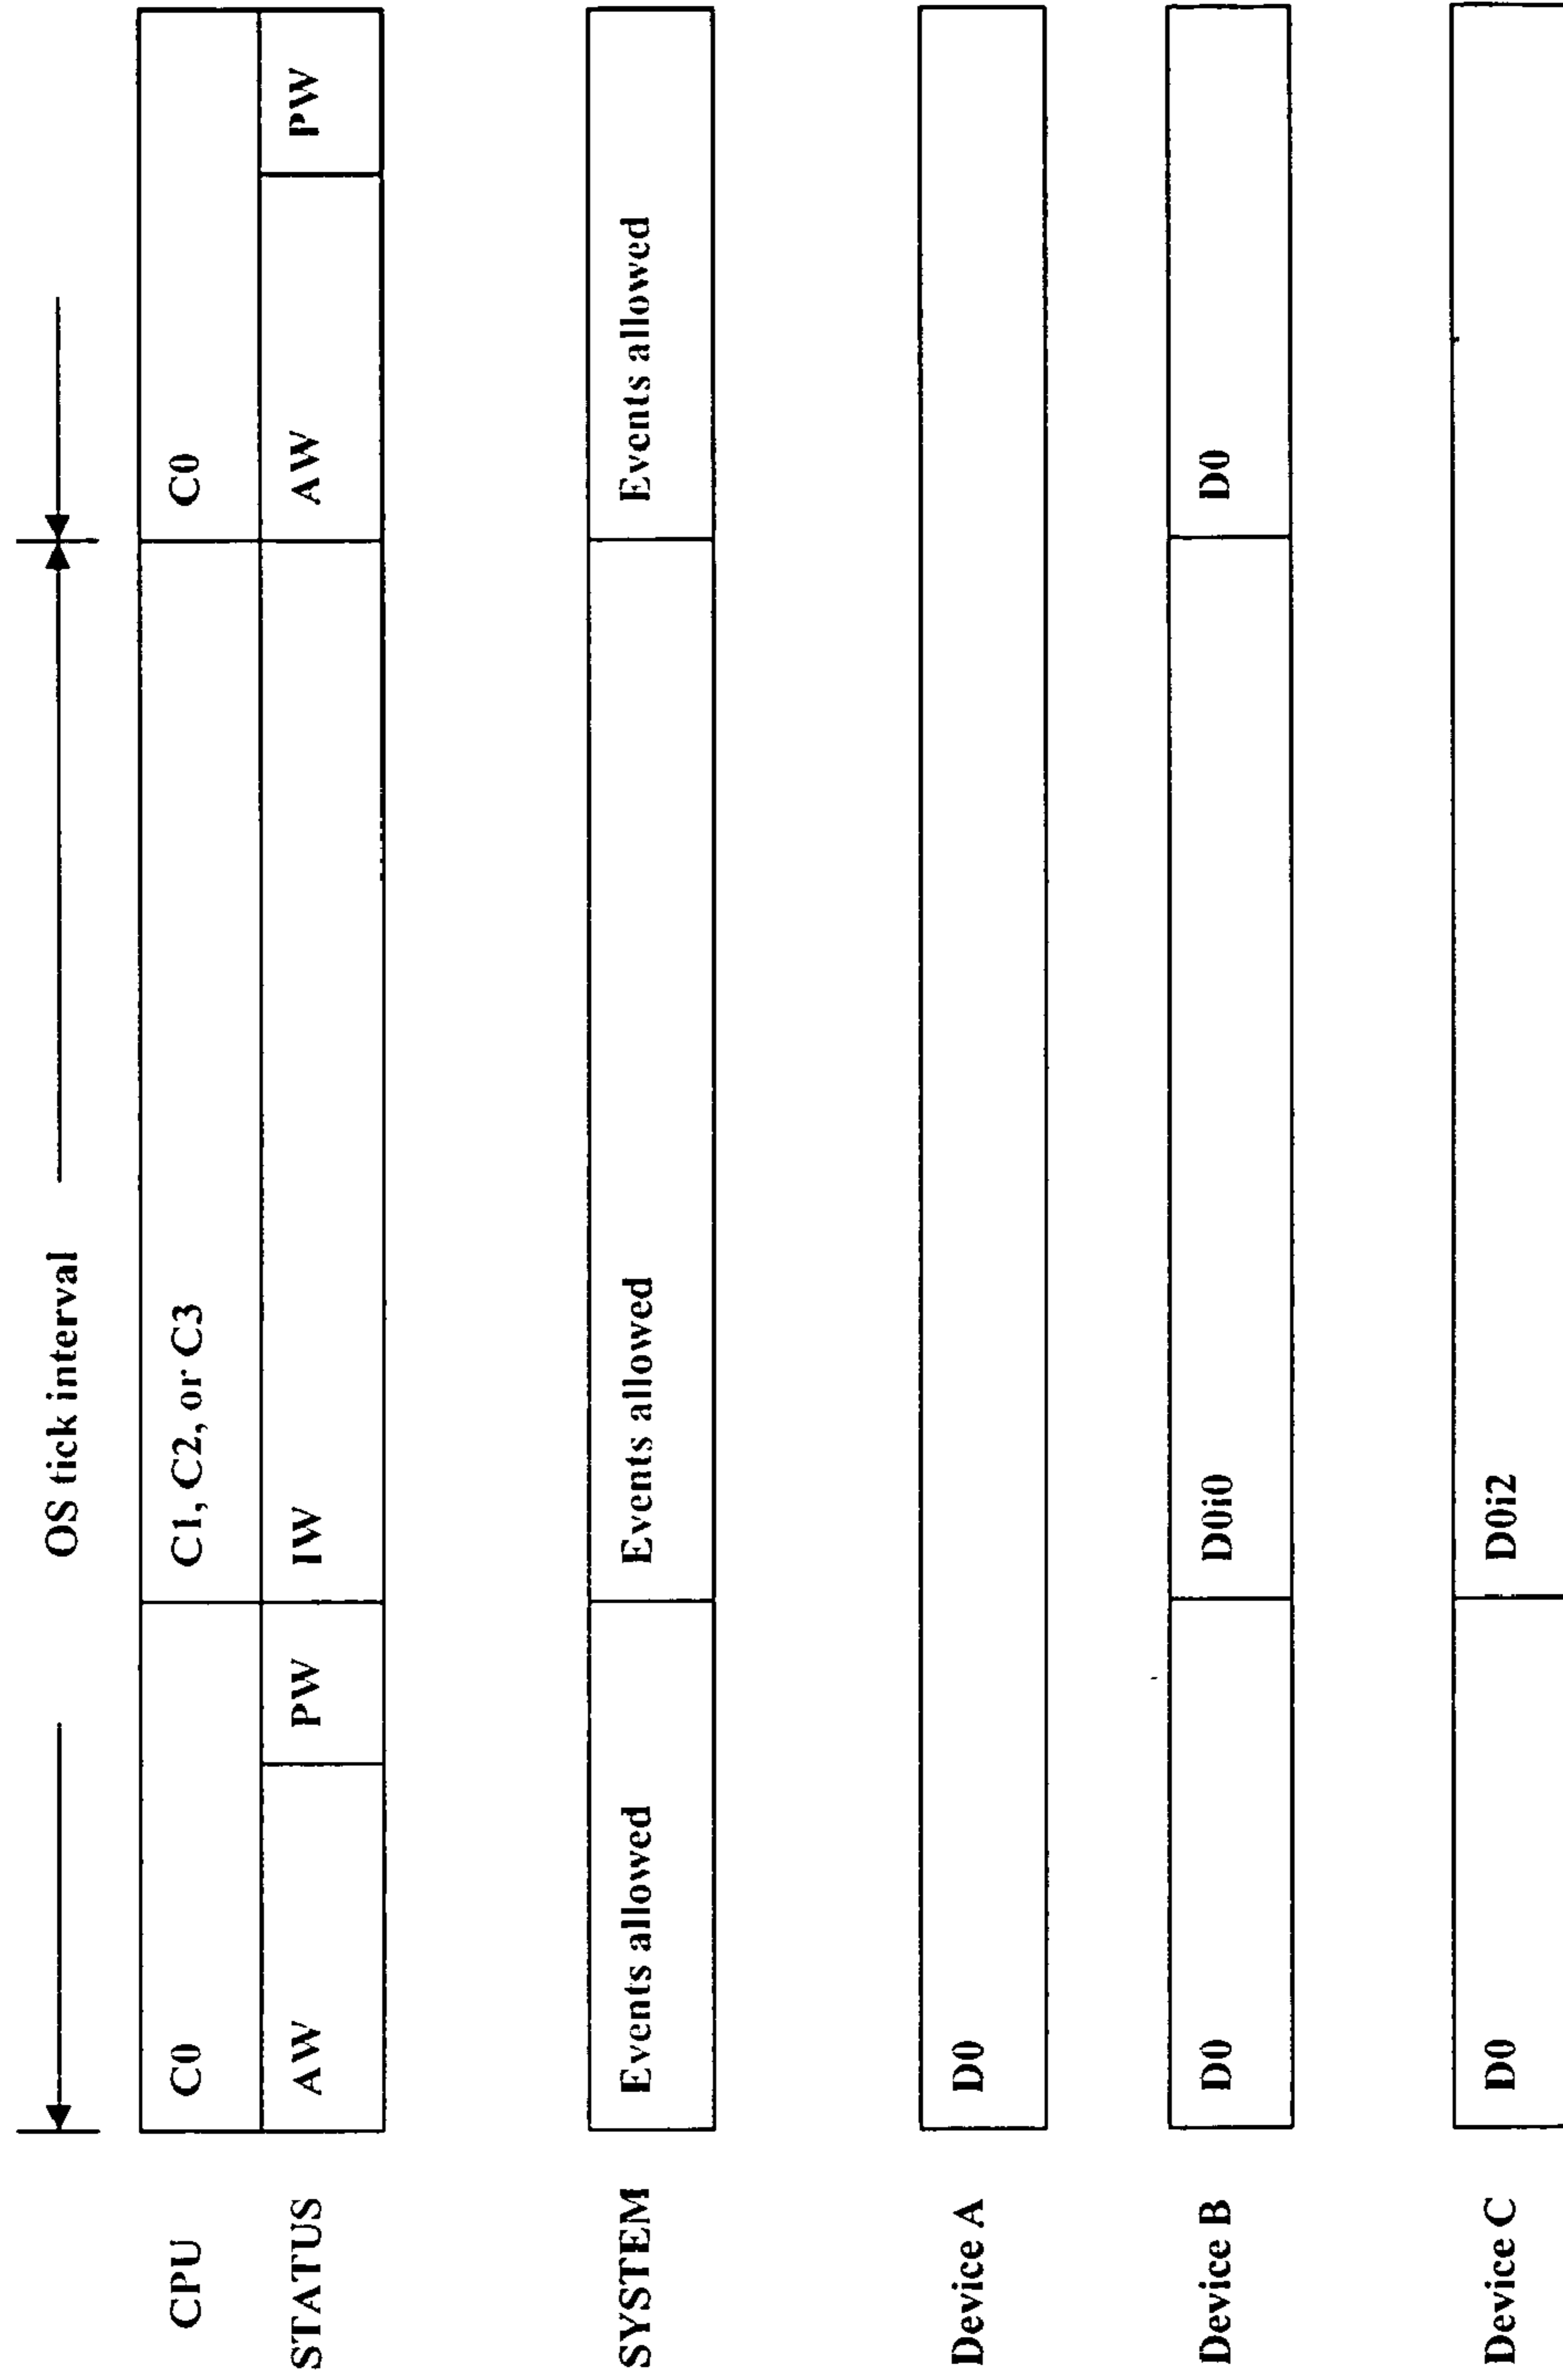 OS tick interval
CPU C0 C1, C2, or C3 C0
STATUS AW PW IW AW PW
SYSTEM Events allowed Events allowed Events allowed
Device A D0
Device B D0 D0i0 D0
Device C D0 D0i2